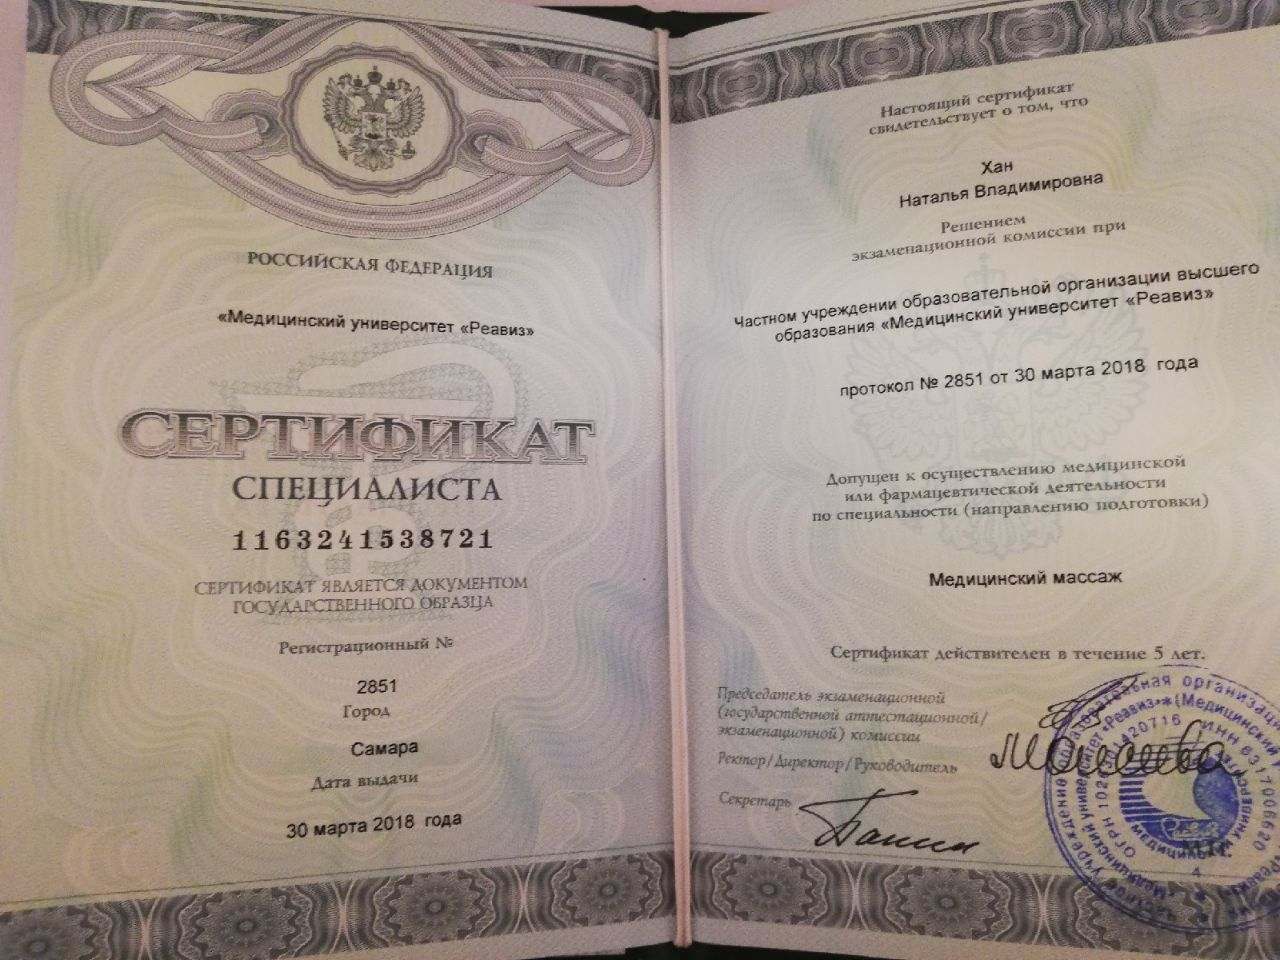 РОССИЙСКАЯ ФЕДЕРАЦИЯ
«Медицинский университет «Реавиз»
СЕРТИФИКАТ
СПЕЦИАЛИСТА
1163241538721
СЕРТИФИКАТ ЯВЛЯЕТСЯ ДОКУМЕНТОМ
ГОСУДАРСТВЕННОГО ОБРАЗЦА
Регистрационный №
2851
Город
Самара
Дата выдачи
30 марта 2018 года
Настоящий сертификат
свидетельствует о том, что
Хан
Наталья Владимировна
Решением
экзаменационной комиссии при
Частном учреждении образовательной организации высшего
образования «Медицинский университет «Реавиз»
протокол № 2851 от 30 марта 2018 года
Допущен к осуществлению медицинской
или фармацевтической деятельности
по специальности (направлению подготовки)
Медицинский массаж
Сертификат действителен в течение 5 лет.
Председатель экзаменационной
(государственной аттестационной/
экзаменационной) комиссии
Ректор/Директор/Руководитель
Секретарь
М.П.